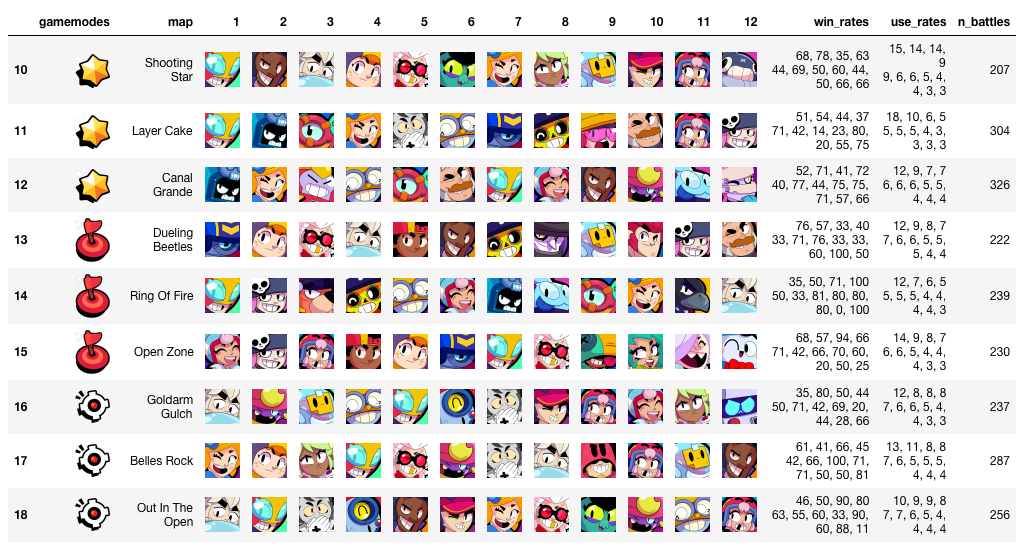 gamemodes map 1 2 3 4 5 6 7 8 9 10 11 12 win_rates use_rates n_battles
10 Shooting Star 68, 78, 35, 63 44, 69, 50, 60, 44, 50, 66, 66 15, 14, 14, 9 9, 6, 6, 5, 4, 4, 3, 3 207
11 Layer Cake 51, 54, 44, 37 71, 42, 14, 23, 80, 20, 55, 75 18, 10, 6, 5 5, 5, 5, 4, 3, 3, 3, 3 304
12 Canal Grande 52, 71, 41, 72 40, 77, 44, 75, 75, 71, 57, 66 12, 9, 7, 7 6, 6, 6, 5, 5, 4, 4, 4 326
13 Dueling Beetles 76, 57, 33, 40 33, 71, 76, 33, 33, 60, 100, 50 12, 9, 8, 7 7, 6, 6, 5, 5, 5, 4, 4 222
14 Ring Of Fire 35, 50, 71, 100 50, 33, 81, 80, 80, 80, 0, 100 12, 7, 6, 5 5, 5, 5, 4, 4, 4, 4, 3 239
15 Open Zone 68, 57, 94, 66 71, 42, 66, 70, 60, 20, 50, 25 14, 9, 8, 7 6, 6, 5, 4, 4, 4, 3, 3 230
16 Goldarm Gulch 35, 80, 50, 44 50, 71, 42, 69, 20, 44, 28, 66 12, 8, 8, 8 7, 6, 6, 5, 4, 4, 3, 3 237
17 Belles Rock 61, 41, 66, 45 42, 66, 100, 71, 71, 50, 50, 81 13, 11, 8, 8 7, 6, 5, 5, 5, 4, 4, 4 287
18 Out In The Open 46, 50, 90, 80 63, 55, 60, 33, 90, 60, 88, 11 10, 9, 9, 8 7, 7, 6, 5, 4, 4, 4, 4 256